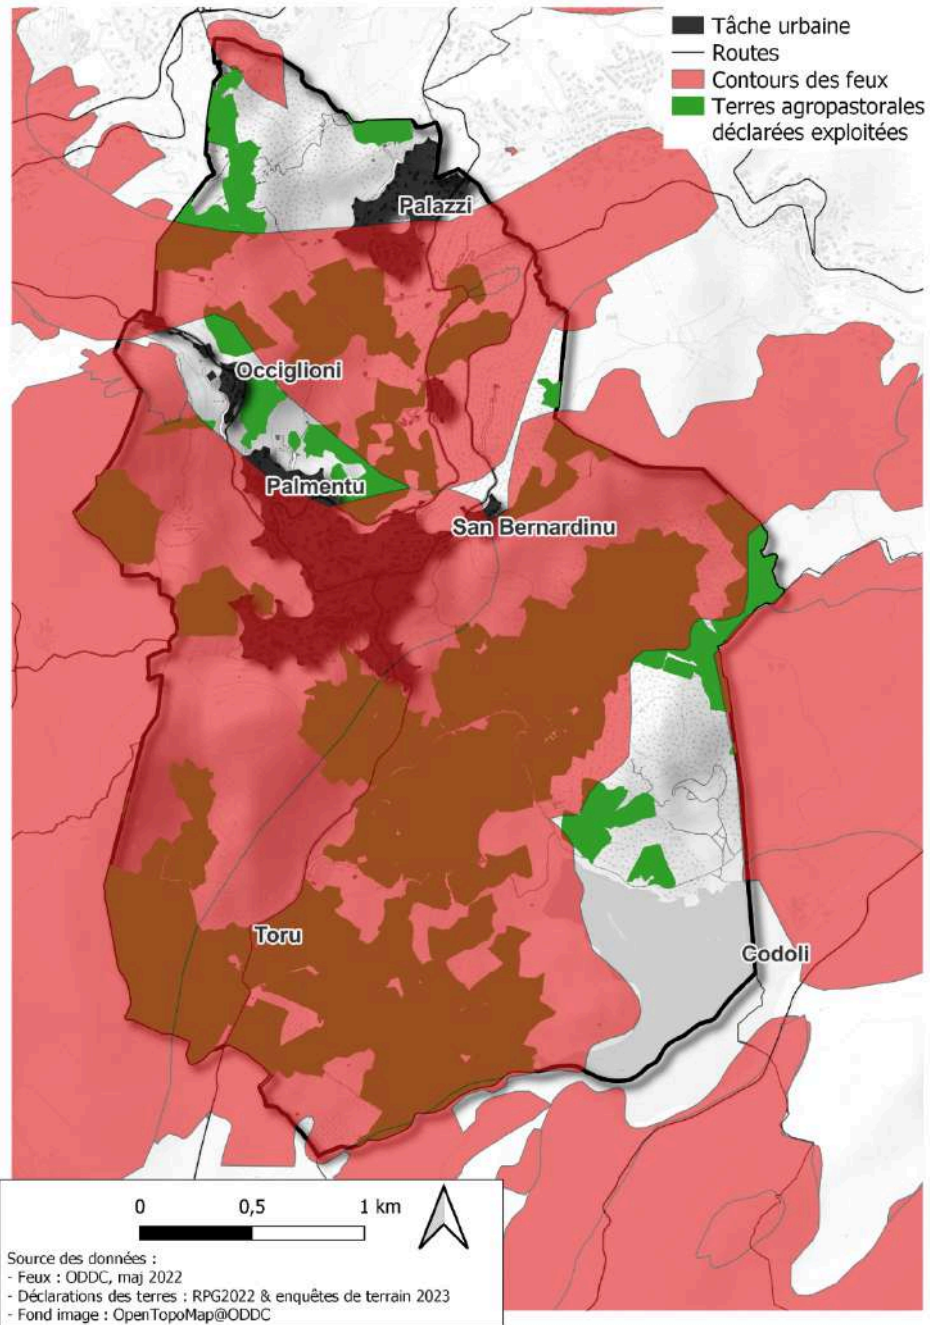 Tâche urbaine
Routes
Contours des feux
Terres agropastorales
déclarées exploitées
Palazzi
Occiglioni
Palmentu
San Bernardinu
Toru
Codoli
0 0,5 1 km
Source des données :
- Feux : ODDC, maj 2022
- Déclarations des terres : RPG2022 & enquêtes de terrain 2023
- Fond image : OpenTopoMap@ODDC